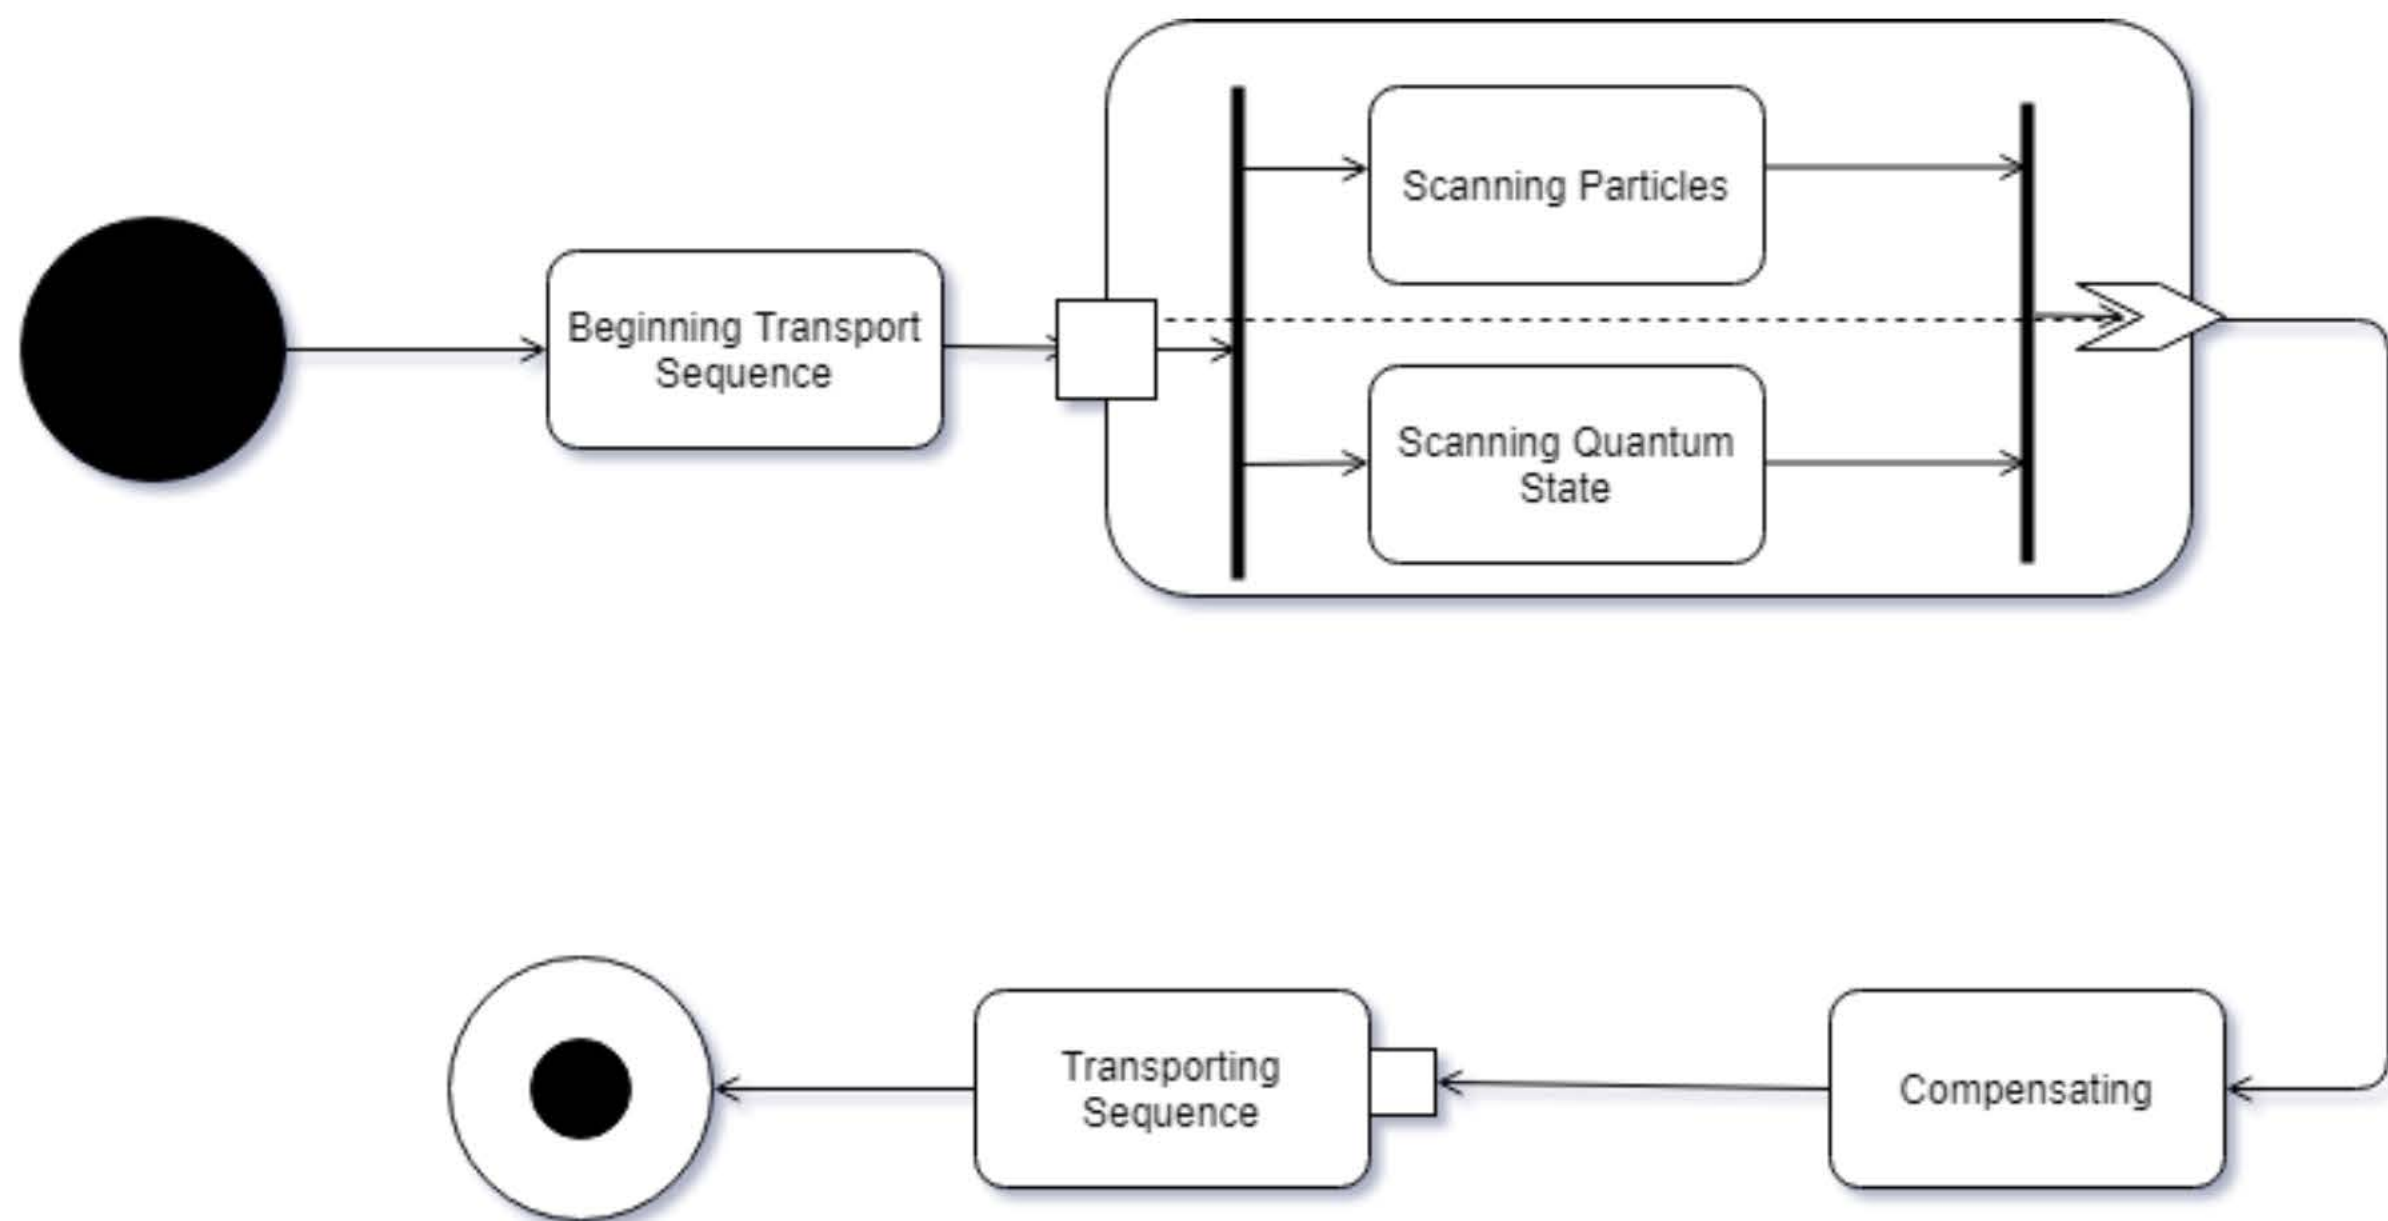 Scanning Particles
Beginning Transport
Sequence
Scanning Quantum
State
Compensating
Transporting
Sequence